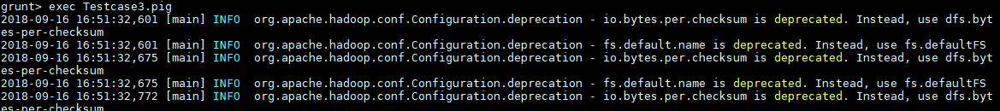 grunt> exec Testcase3.pig
2018-09-16 16:51:32,601 [main] INFO  org.apache.hadoop.conf.Configuration.deprecation - io.bytes.per.checksum is deprecated. Instead, use dfs.byt
es-per-checksum
2018-09-16 16:51:32,601 [main] INFO  org.apache.hadoop.conf.Configuration.deprecation - fs.default.name is deprecated. Instead, use fs.defaultFS
2018-09-16 16:51:32,675 [main] INFO  org.apache.hadoop.conf.Configuration.deprecation - io.bytes.per.checksum is deprecated. Instead, use dfs.byt
es-per-checksum
2018-09-16 16:51:32,675 [main] INFO  org.apache.hadoop.conf.Configuration.deprecation - fs.default.name is deprecated. Instead, use fs.defaultFS
2018-09-16 16:51:32,772 [main] INFO  org.apache.hadoop.conf.Configuration.deprecation - io.bytes.per.checksum is deprecated. Instead, use dfs.byt
es-per-checksum